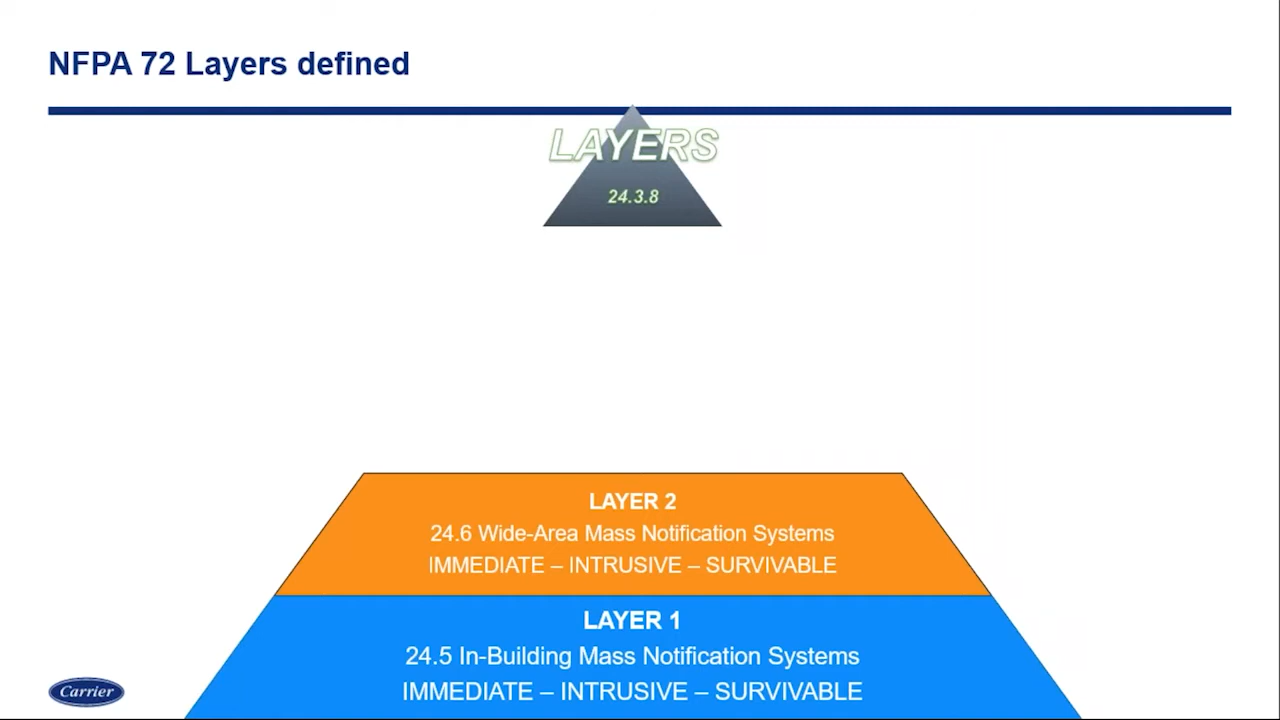 NFPA 72 Layers defined
LAYERS
24.3.8
LAYER 2
24.6 Wide-Area Mass Notification Systems
IMMEDIATE – INTRUSIVE – SURVIVABLE
LAYER 1
24.5 In-Building Mass Notification Systems
IMMEDIATE – INTRUSIVE – SURVIVABLE
Carrier